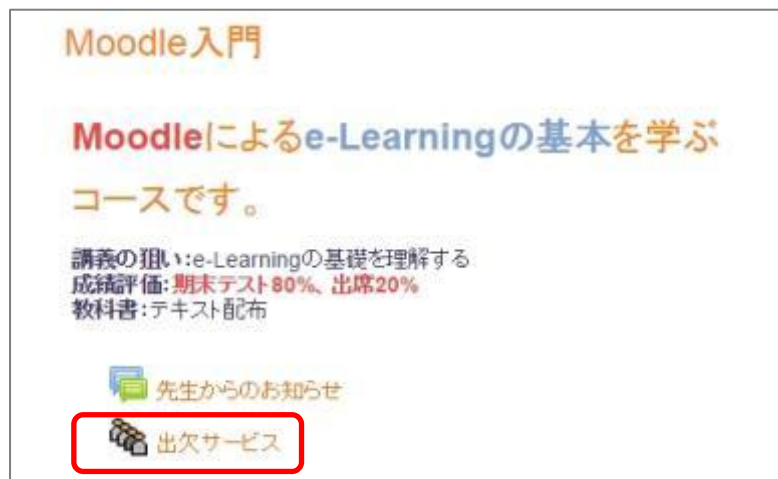 Moodle入門
Moodleによるe-Learningの基本を学ぶ
コースです。
講義の狙い:e-Learningの基礎を理解する
成績評価:期末テスト80%、出席20%
教科書:テキスト配布
先生からのお知らせ
出欠サービス